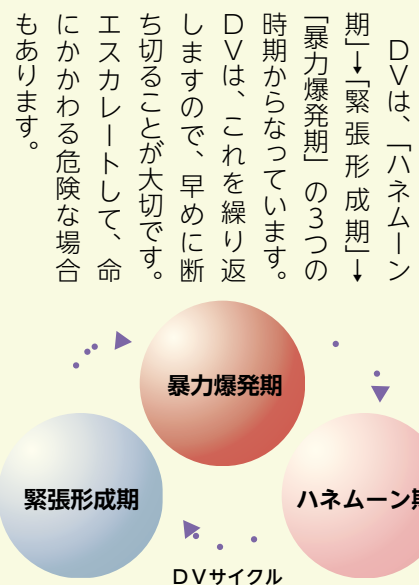 DVは、「ハネムーン
期」→「緊張形成期」→
「暴力爆発期」の3つの
時期からなっています。
DVは、これを繰り返
しますので、早めに断
ち切ることが大切です。
エスカレートして、命
にかかわる危険な場合
もあります。
暴力爆発期
緊張形成期
ハネムーン期
DVサイクル